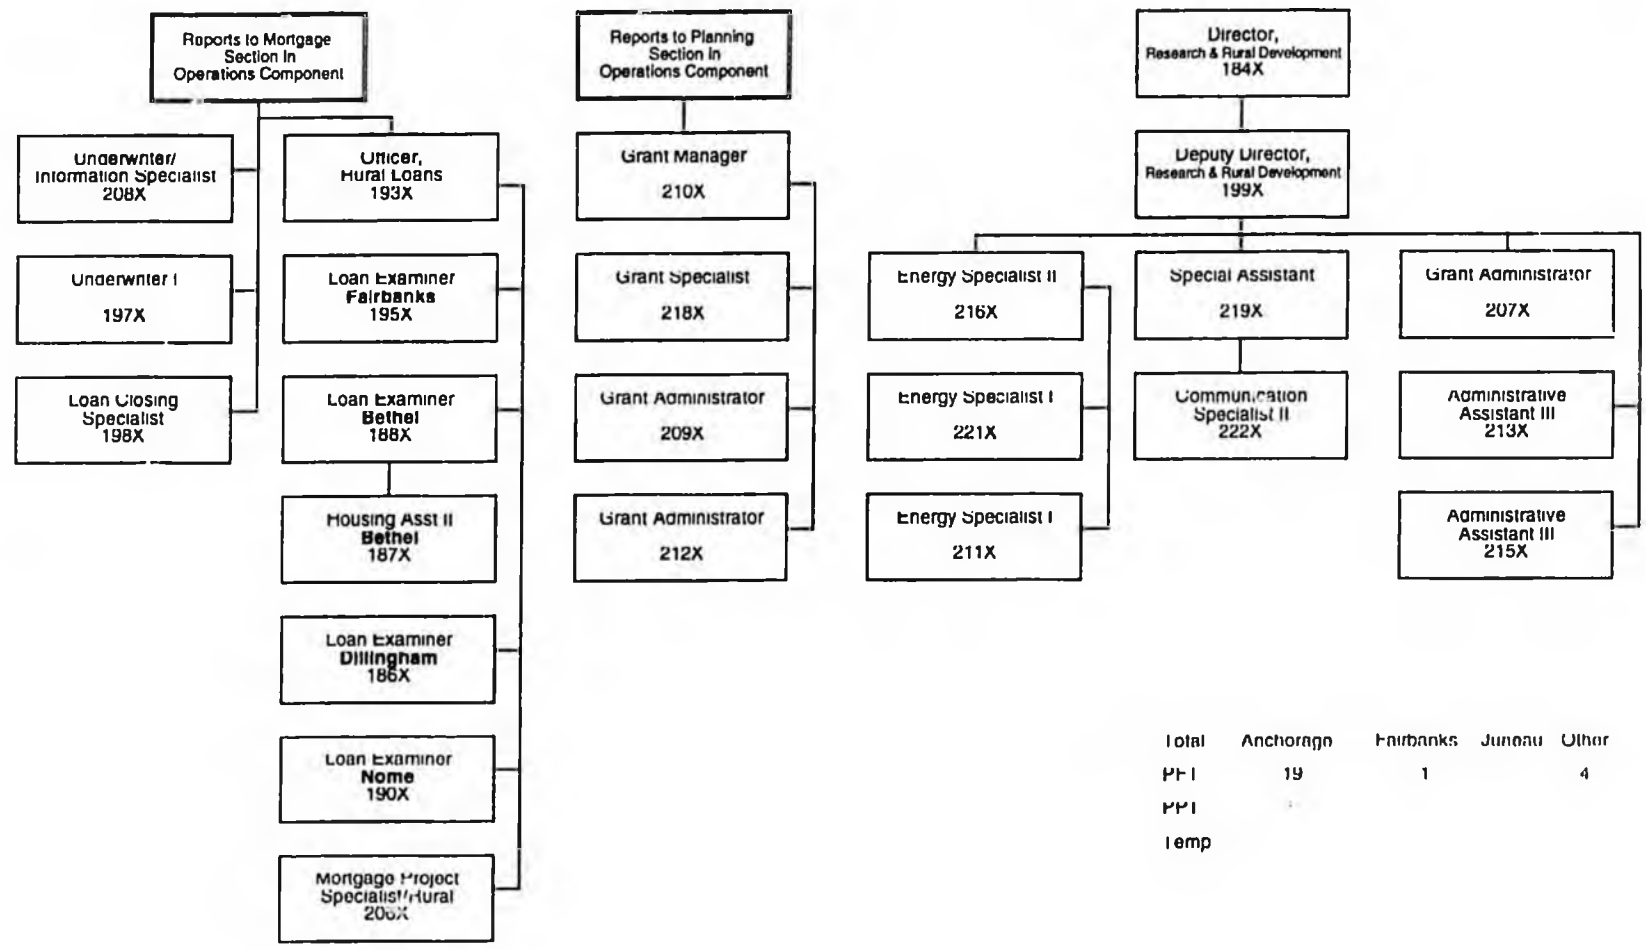 Reports to Mortgage
Section in
Operations Component
Underwriter/
Information Specialist
208X
Underwriter I
197X
Loan Closing
Specialist
198X
Officer,
Rural Loans
193X
Loan Examiner
Fairbanks
195X
Loan Examiner
Bethel
188X
Housing Asst II
Bethel
187X
Loan Examiner
Dillingham
186X
Loan Examiner
Nome
190X
Mortgage Project
Specialist/Rural
Reports to Planning
Section in
Operations Component
Grant Manager
210X
Grant Specialist
218X
Grant Administrator
209X
Grant Administrator
212X
Director,
Research & Rural Development
184X
Deputy Director,
Research & Rural Development
199X
Energy Specialist II
216X
Energy Specialist I
221X
Energy Specialist I
211X
Special Assistant
219X
Communication
Specialist II
222X
Grant Administrator
207X
Administrative
Assistant III
213X
Administrative
Assistant III
215X
Total Anchorage Fairbanks Juneau Other
PFT 19 1 4
PPT
Temp